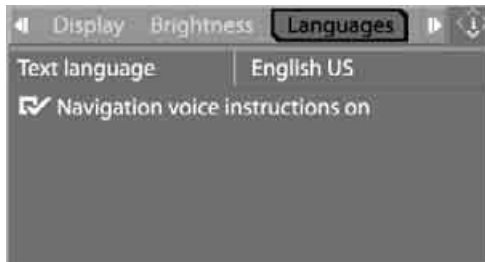 Display Brightness Languages
Text language English US
Navigation voice instructions on